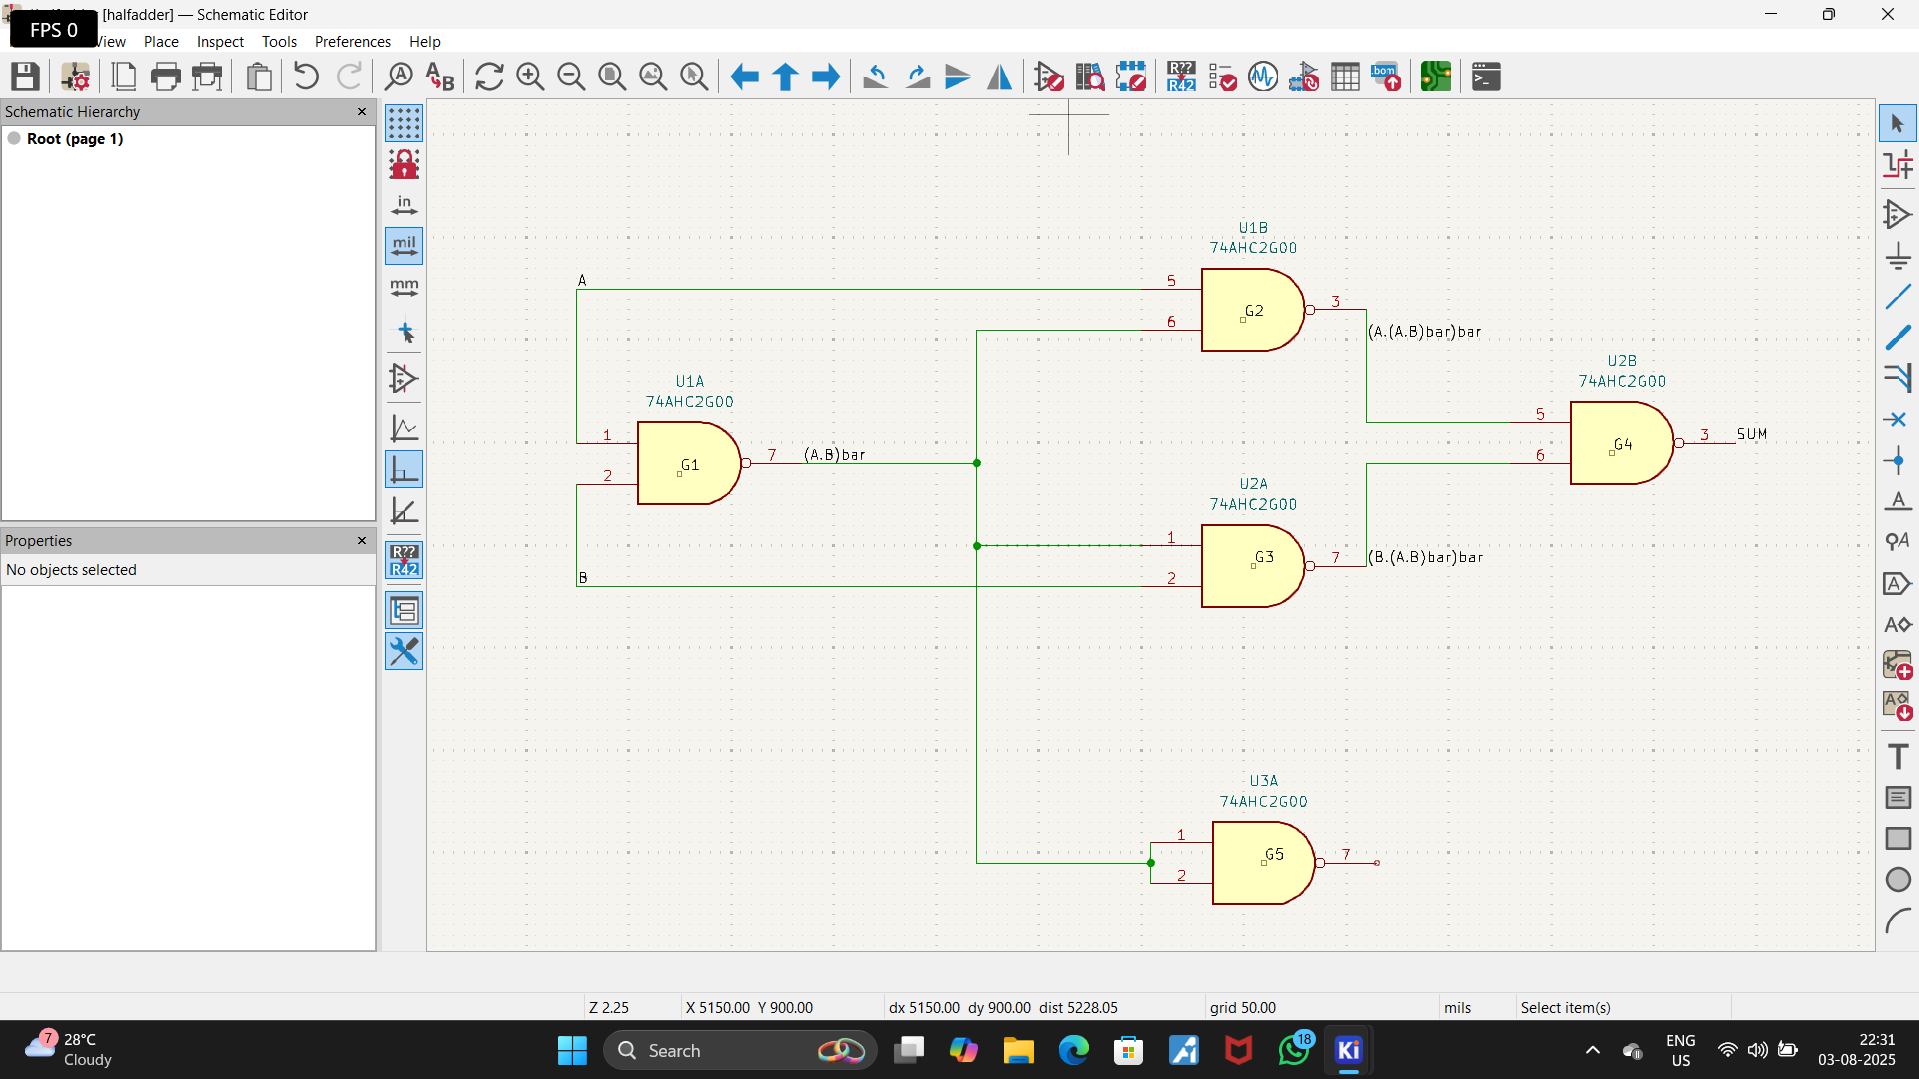 [halfadder] — Schematic Editor
FPS 0
View Place Inspect Tools Preferences Help
Schematic Hierarchy
Root (page 1)
Properties
No objects selected
in
mil
mm
R??
R42
R??
R42
.bom
A
B
U1A
74AHC2G00
1
2
G1
7
(A.B)bar
U1B
74AHC2G00
5
6
G2
3
(A.(A.B)bar)bar
U2A
74AHC2G00
1
2
G3
7
(B.(A.B)bar)bar
U2B
74AHC2G00
5
6
G4
3
SUM
U3A
74AHC2G00
1
2
G5
7
Z 2.25
X 5150.00 Y 900.00
dx 5150.00 dy 900.00 dist 5228.05
grid 50.00
mils
Select item(s)
7
28°C
Cloudy
Search
18
Ki
ENG
US
22:31
03-08-2025